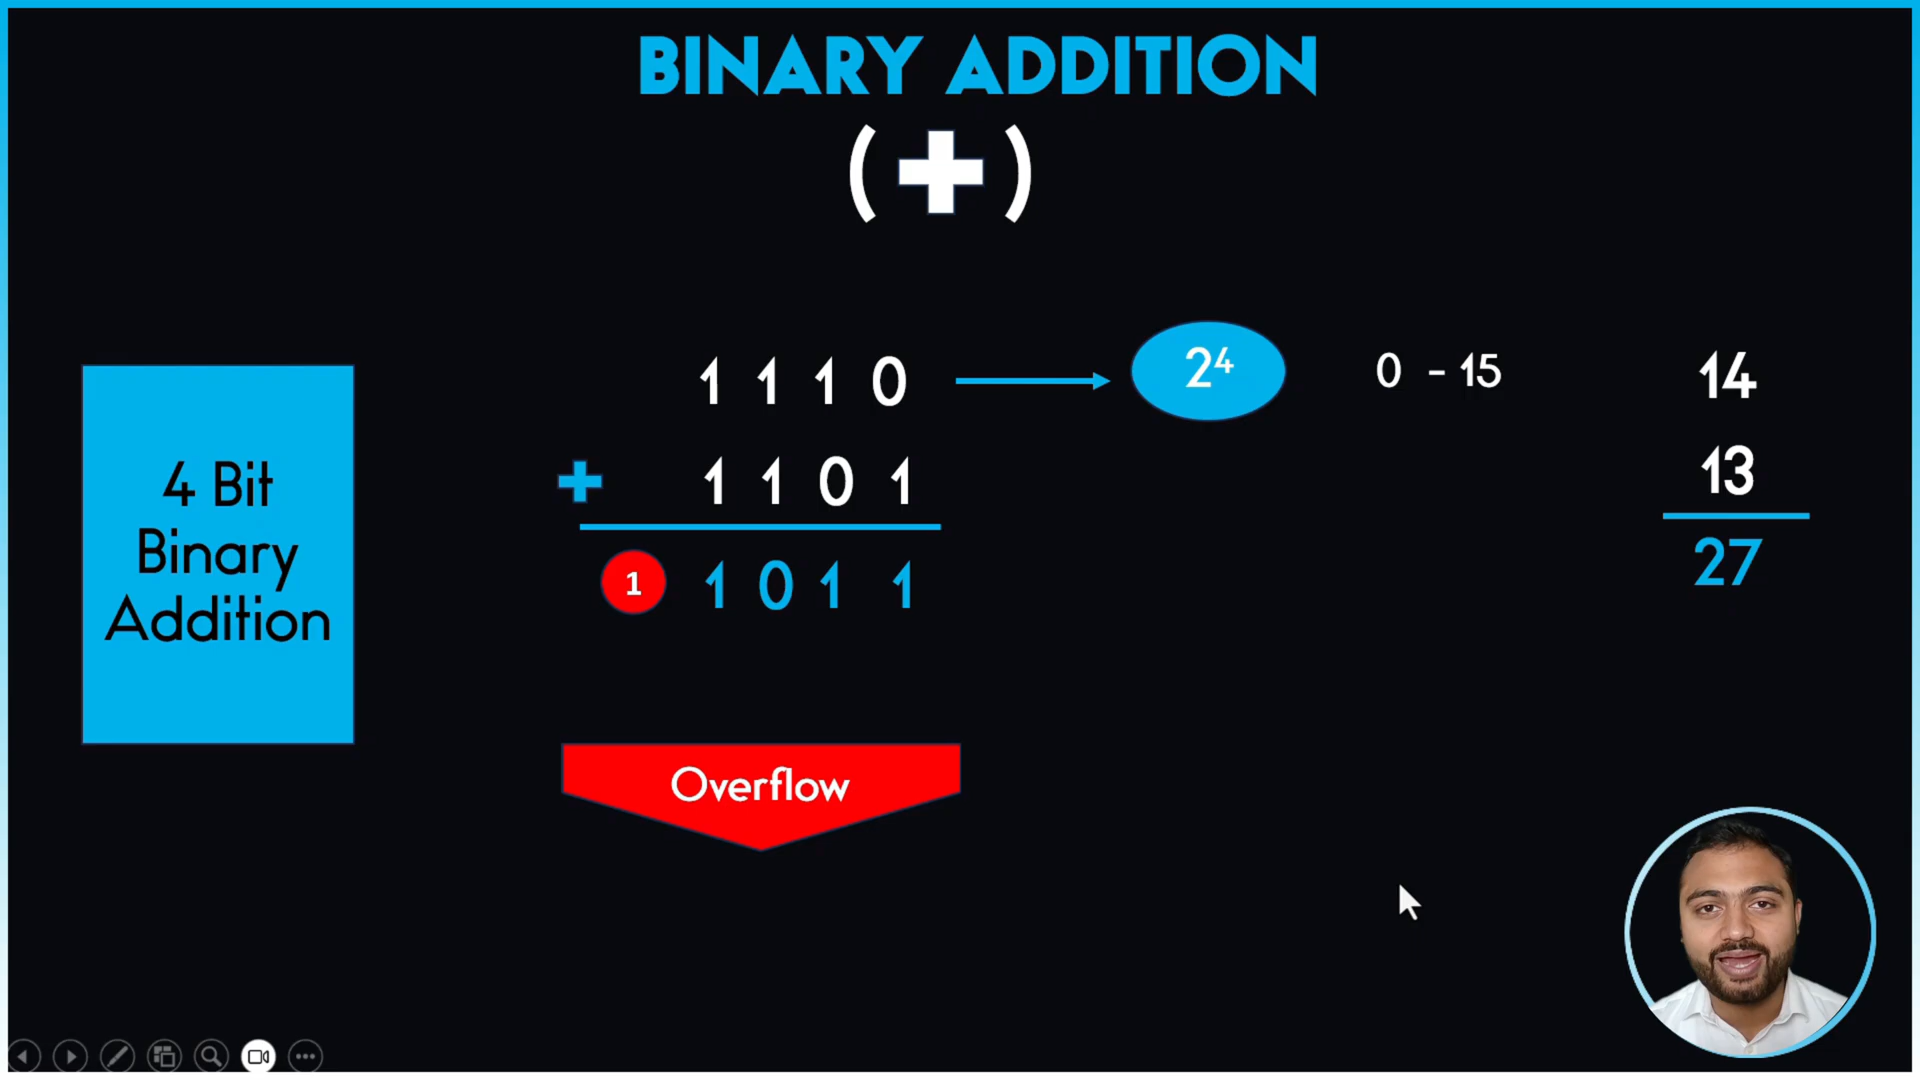 BINARY ADDITION
(+)
4 Bit
Binary
Addition
1 1 1 0
2⁴
0 - 15
14
+ 1 1 0 1
13
1 1 0 1 1
27
Overflow